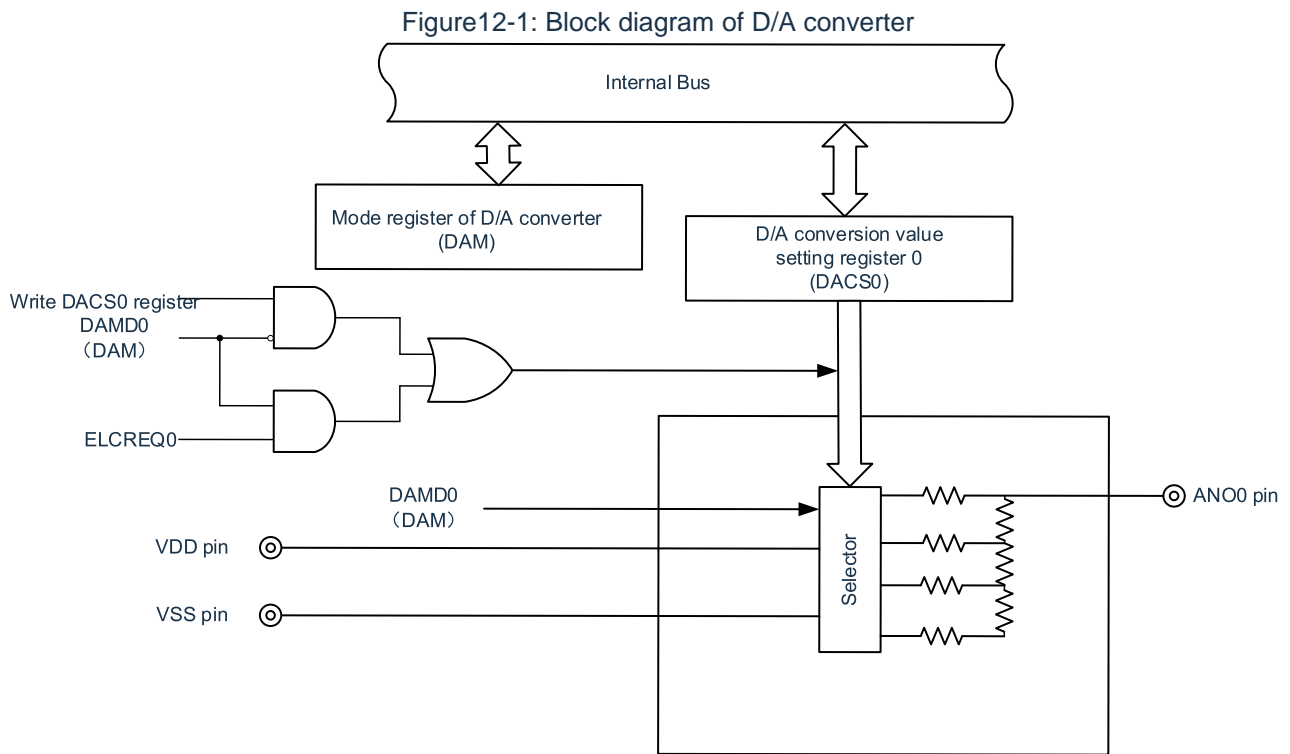 Figure12-1: Block diagram of D/A converter
Internal Bus
Mode register of D/A converter
(DAM)
D/A conversion value
setting register 0
(DACS0)
Write DACS0 register
DAMD0
（DAM）
ELCREQ0
DAMD0
（DAM）
VDD pin
VSS pin
Selector
ANO0 pin